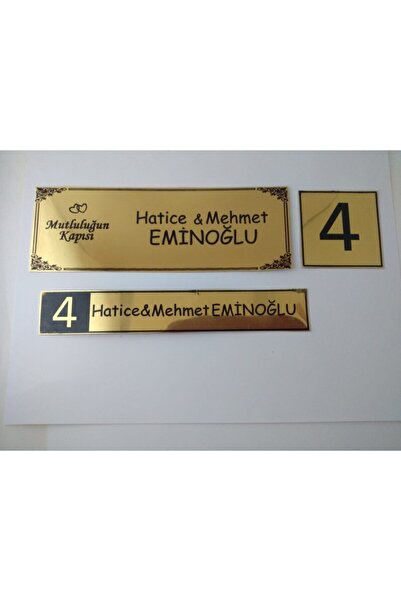 Mutluluğun
Kapısı
Hatice & Mehmet
EMİNOĞLU
4
4 Hatice&Mehmet EMİNOĞLU